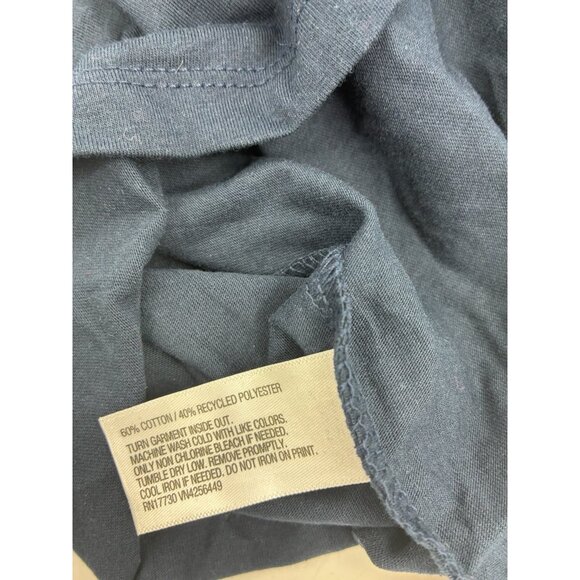 60% COTTON / 40% RECYCLED POLYESTER
TURN GARMENT INSIDE OUT.
MACHINE WASH COLD WITH LIKE COLORS.
ONLY NON CHLORINE BLEACH IF NEEDED.
TUMBLE DRY LOW. REMOVE PROMPTLY.
COOL IRON IF NEEDED. DO NOT IRON ON PRINT.
RN17730 VN4256449